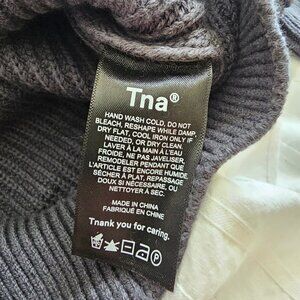 Tna®
HAND WASH COLD, DO NOT
BLEACH, RESHAPE WHILE DAMP,
DRY FLAT, COOL IRON ONLY IF
NEEDED, OR DRY CLEAN
LAVER À LA MAIN À L'EAU
FROIDE, NE PAS JAVELISER,
REMODELER PENDANT QUE
L'ARTICLE EST ENCORE HUMIDE,
SÉCHER À PLAT, REPASSAGE
DOUX SI NÉCESSAIRE, OU
NETTOYER À SEC.
MADE IN CHINA
FABRIQUÉ EN CHINE
Thank you for caring.